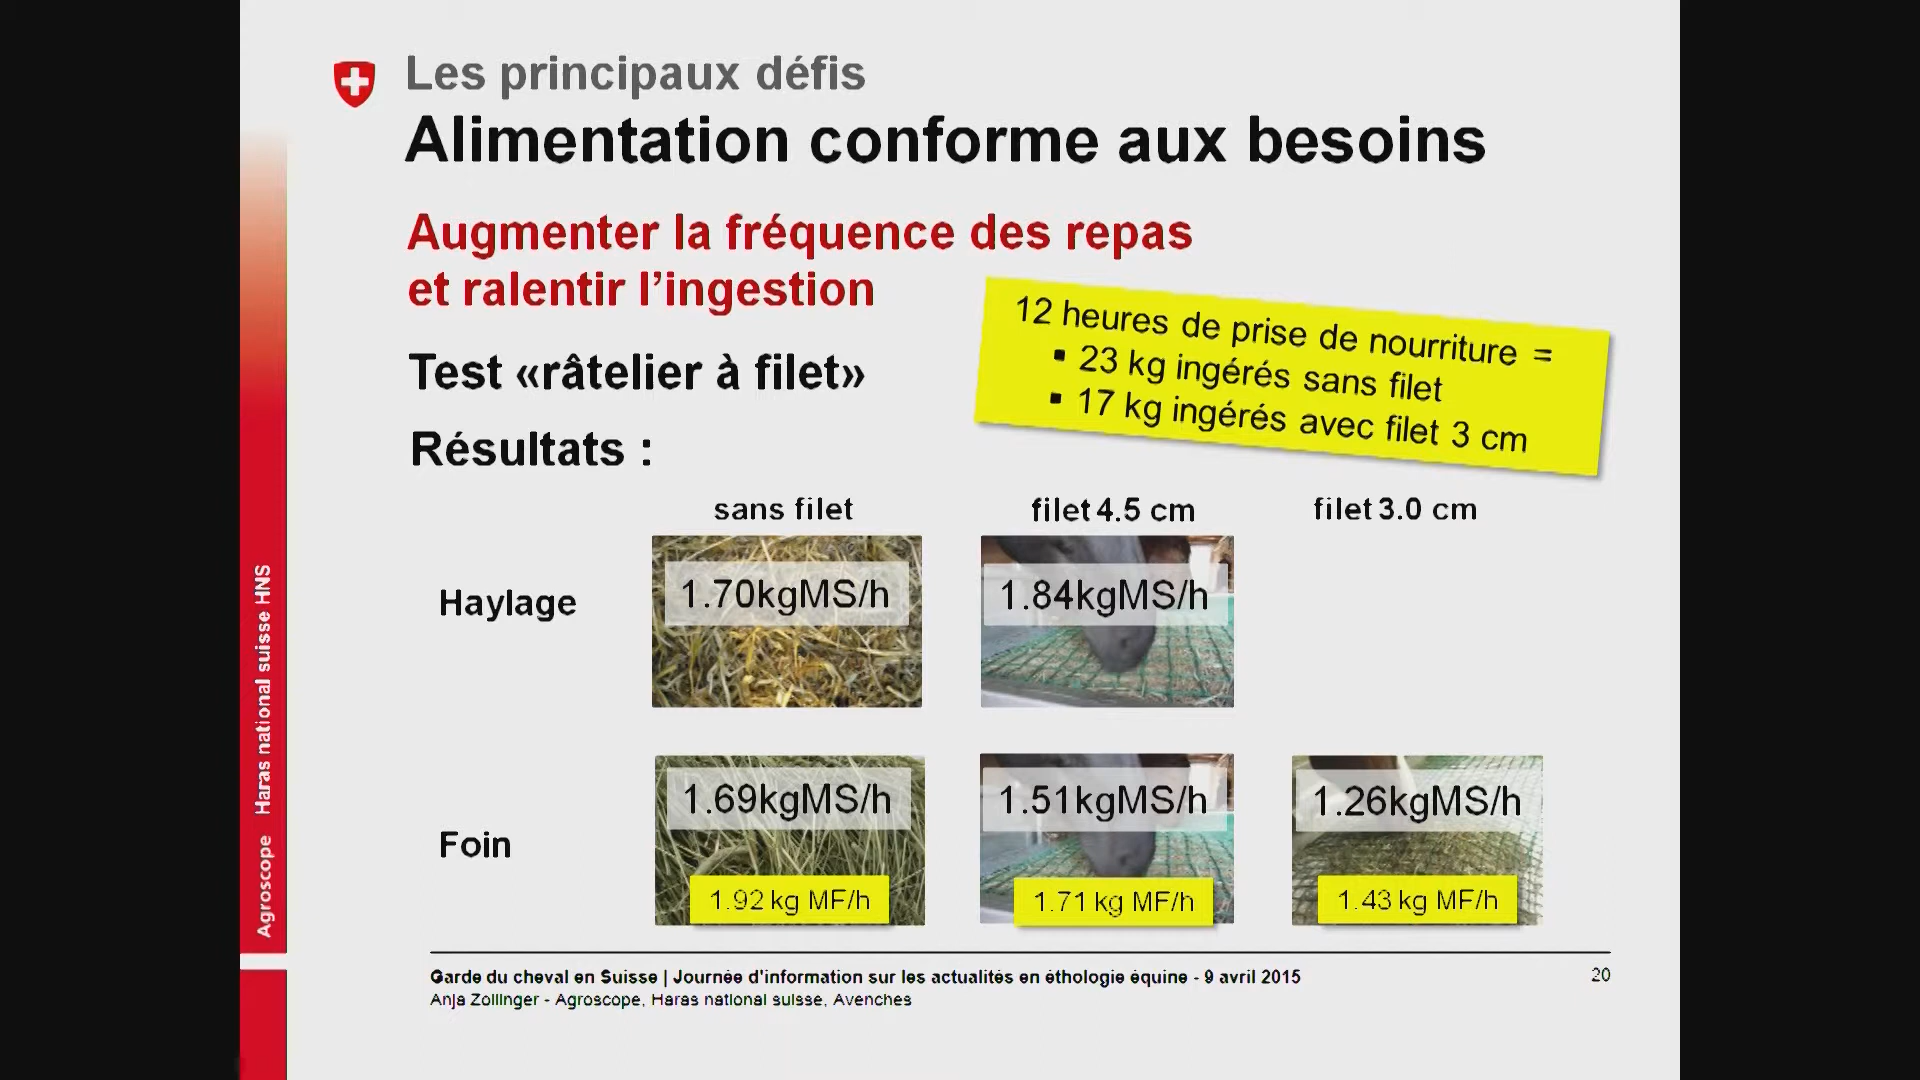 Les principaux défis
Alimentation conforme aux besoins
Augmenter la fréquence des repas
et ralentir l'ingestion
12 heures de prise de nourriture =
▪ 23 kg ingérés sans filet
▪ 17 kg ingérés avec filet 3 cm
Test «râtelier à filet»
Résultats :
sans filet filet 4.5 cm filet 3.0 cm
Haylage 1.70kgMS/h 1.84kgMS/h
Foin 1.69kgMS/h 1.51kgMS/h 1.26kgMS/h
1.92 kg MF/h 1.71 kg MF/h 1.43 kg MF/h
Garde du cheval en Suisse | Journée d'information sur les actualités en éthologie équine - 9 avril 2015
Anja Zollinger - Agroscope, Haras national suisse, Avenches
20
Agroscope Haras national suisse HNS